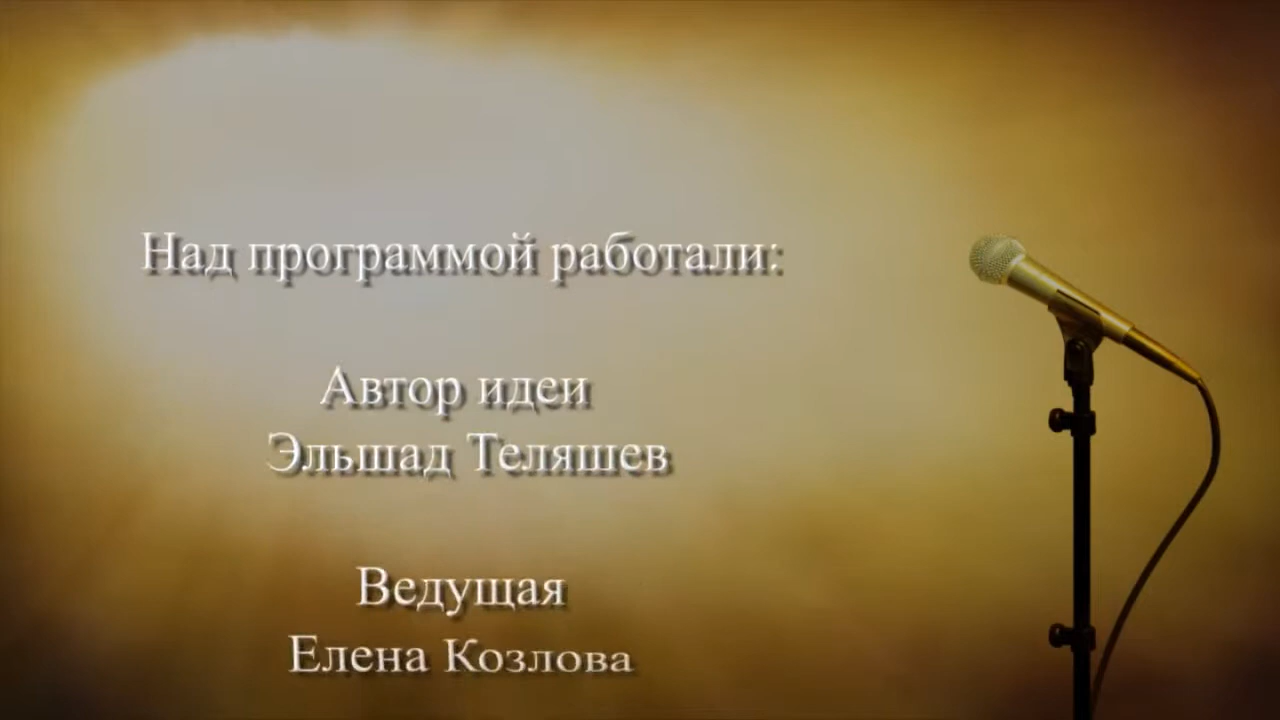 Над программой работали:
Автор идеи
Эльшад Теляшев
Ведущая
Елена Козлова